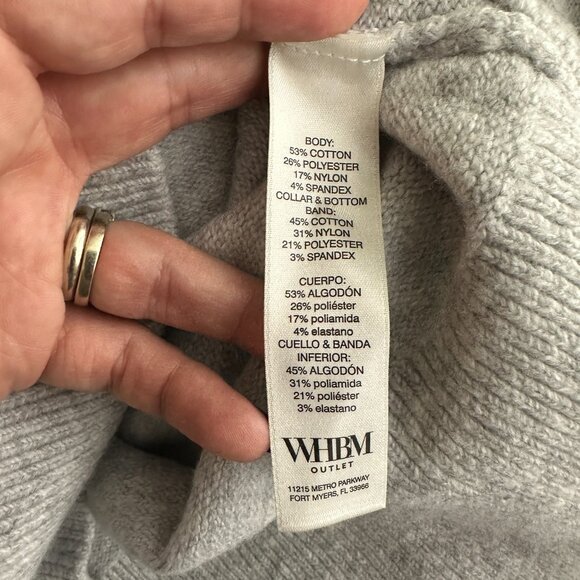 BODY:
53% COTTON
26% POLYESTER
17% NYLON
4% SPANDEX
COLLAR & BOTTOM
BAND:
45% COTTON
31% NYLON
21% POLYESTER
3% SPANDEX
CUERPO:
53% ALGODÓN
26% poliéster
17% poliamida
4% elastano
CUELLO & BANDA
INFERIOR:
45% ALGODÓN
31% poliamida
21% poliéster
3% elastano
WHBM
OUTLET
11215 METRO PARKWAY
FORT MYERS, FL 33966